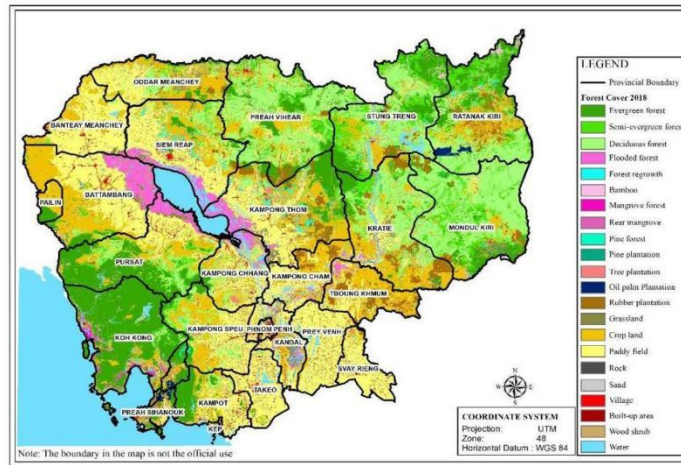 ODDAR MEANCHEY
BANTEAY MEANCHEY
PREAH VIHEAR
STUNG TRENG
RATANAK KIRI
SIEM REAP
BATTAMBANG
PAILIN
KAMPONG THOM
KRATIE
MONDUL KIRI
PURSAT
KAMPONG CHHANG
KAMPONG CHAM
TBOUNG KHMUM
KOH KONG
KAMPONG SPEU
PHNOM PENH
PREY VENH
KANDAL
SVAY RIENG
TAKEO
KAMPOT
PREAH SIHANOUK
KEP
LEGEND
Provincial Boundary
Forest Cover 2018
Evergreen forest
Semi-evergreen forest
Deciduous forest
Flooded forest
Forest regrowth
Bamboo
Mangrove forest
Rear mangrove
Pine forest
Pine plantation
Tree plantation
Oil palm Plantation
Rubber plantation
Grassland
Crop land
Paddy field
Rock
Sand
Village
Built-up area
Wood shrub
Water
N
W E
S
COORDINATE SYSTEM
Projection: UTM
Zone: 48
Horizontal Datum : WGS 84
Note: The boundary in the map is not the official use